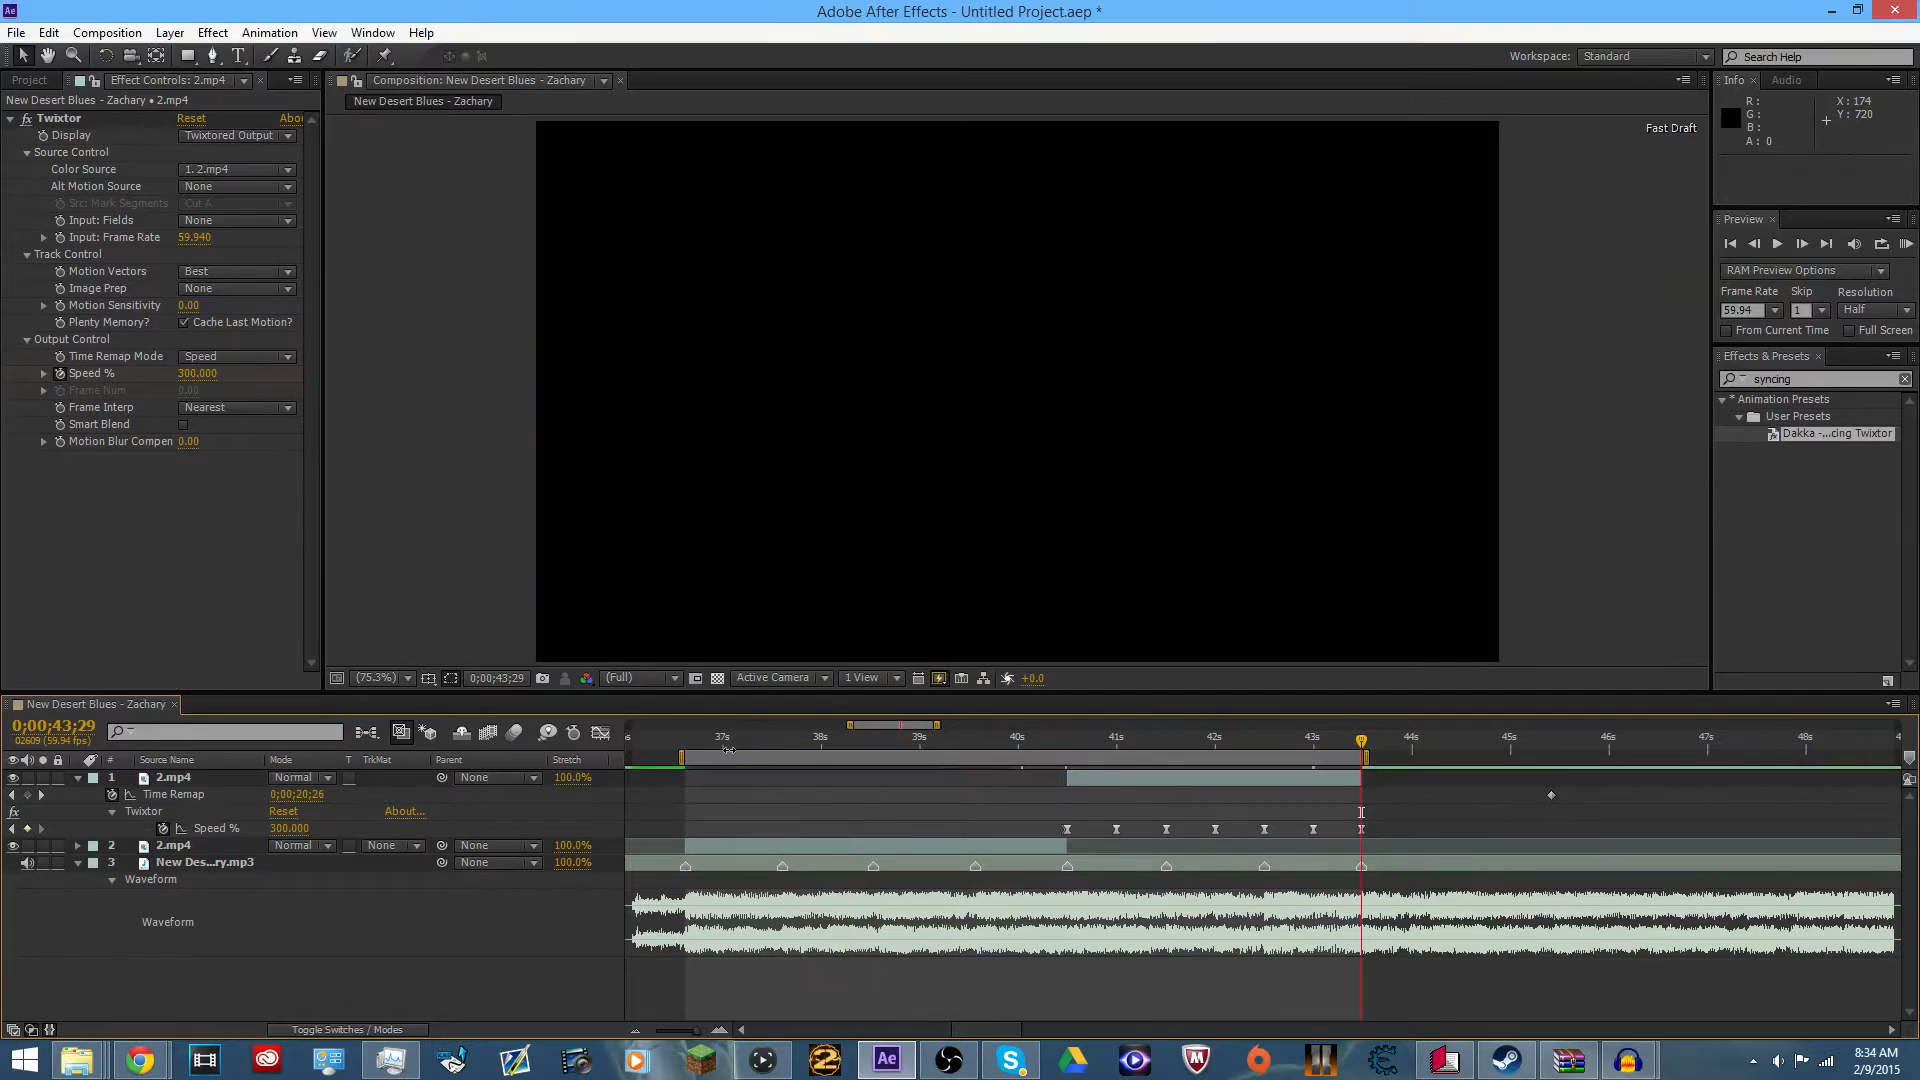 Adobe After Effects - Untitled Project.aep *
File Edit Composition Layer Effect Animation View Window Help
Workspace: Standard Search Help
Project Effect Controls: 2.mp4
Composition: New Desert Blues - Zachary
Info Audio
New Desert Blues - Zachary • 2.mp4
New Desert Blues - Zachary
R: X: 174
G: Y: 720
B:
A: 0
Twixtor Reset Abou
Fast Draft
Display Twixtored Output
Source Control
Color Source 1. 2.mp4
Alt Motion Source None
Src: Mark Segments Cut A
Input: Fields None
Input: Frame Rate 59.940
Track Control
Motion Vectors Best
Image Prep None
Motion Sensitivity 0.00
Plenty Memory? Cache Last Motion?
Output Control
Time Remap Mode Speed
Speed % 300.000
Frame Num 0.00
Frame Interp Nearest
Smart Blend
Motion Blur Compen 0.00
Preview
RAM Preview Options
Frame Rate Skip Resolution
59.94 1 Half
From Current Time Full Screen
Effects & Presets
syncing
* Animation Presets
User Presets
Dakka -...cing Twixtor
(75.3%) 0;00;43;29 (Full) Active Camera 1 View +0.0
New Desert Blues - Zachary
0;00;43;29
02609 (59.94 fps)
37s 38s 39s 40s 41s 42s 43s 44s 45s 46s 47s 48s 4
# Source Name Mode T TrkMat Parent Stretch
1 2.mp4 Normal None 100.0%
Time Remap 0;00;20;26
fx Twixtor Reset About...
Speed % 300.000
2 2.mp4 Normal None None 100.0%
3 New Des...ry.mp3 None 100.0%
Waveform
Waveform
Toggle Switches / Modes
8:34 AM
2/9/2015